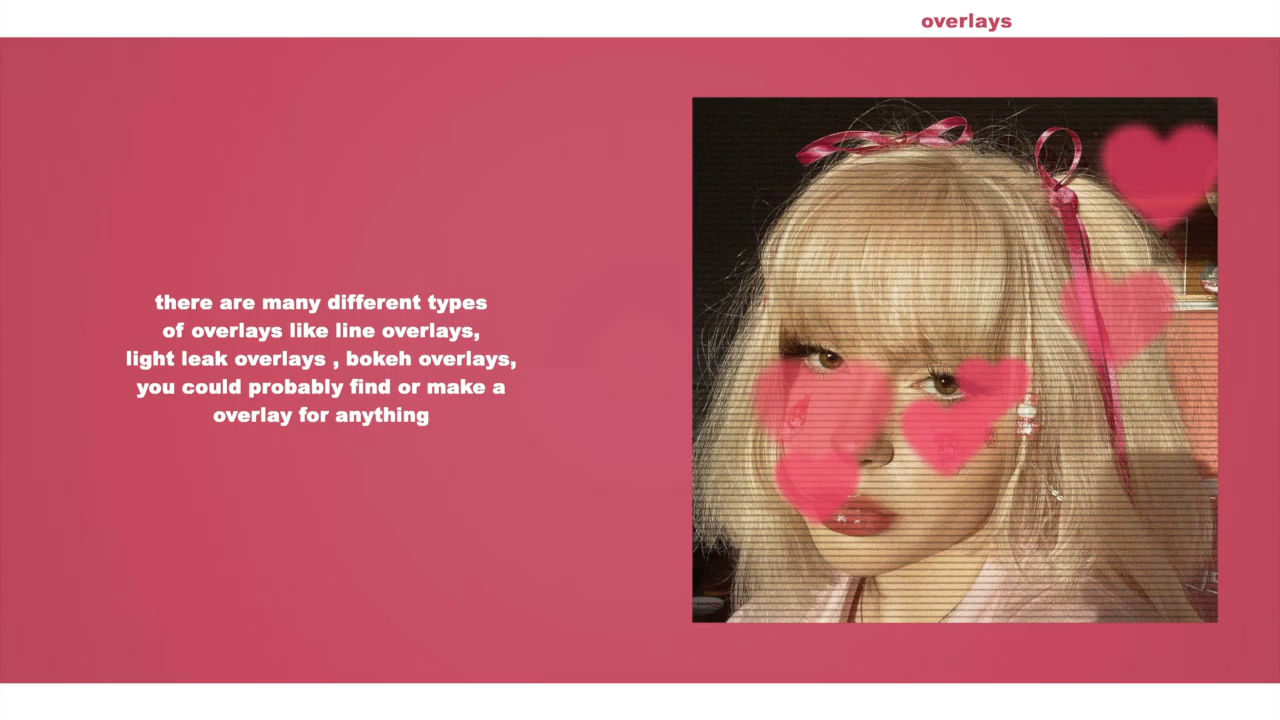 overlays
there are many different types
of overlays like line overlays,
light leak overlays , bokeh overlays,
you could probably find or make a
overlay for anything